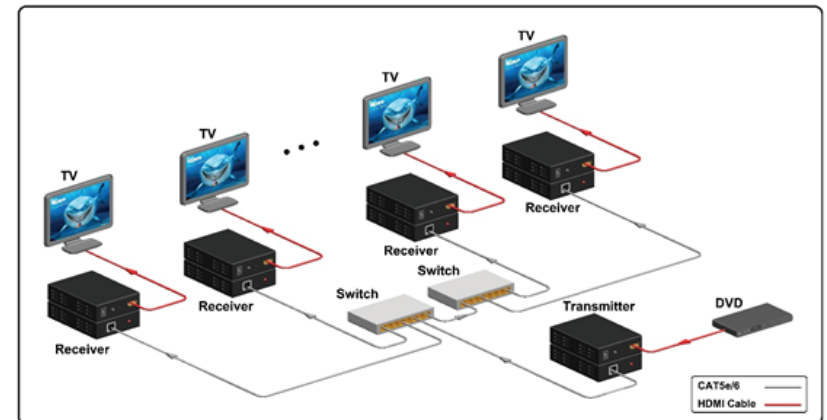 TV
TV
TV
TV
Receiver
Receiver
Receiver
Receiver
Switch
Switch
Transmitter
DVD
CAT5e/6
HDMI Cable